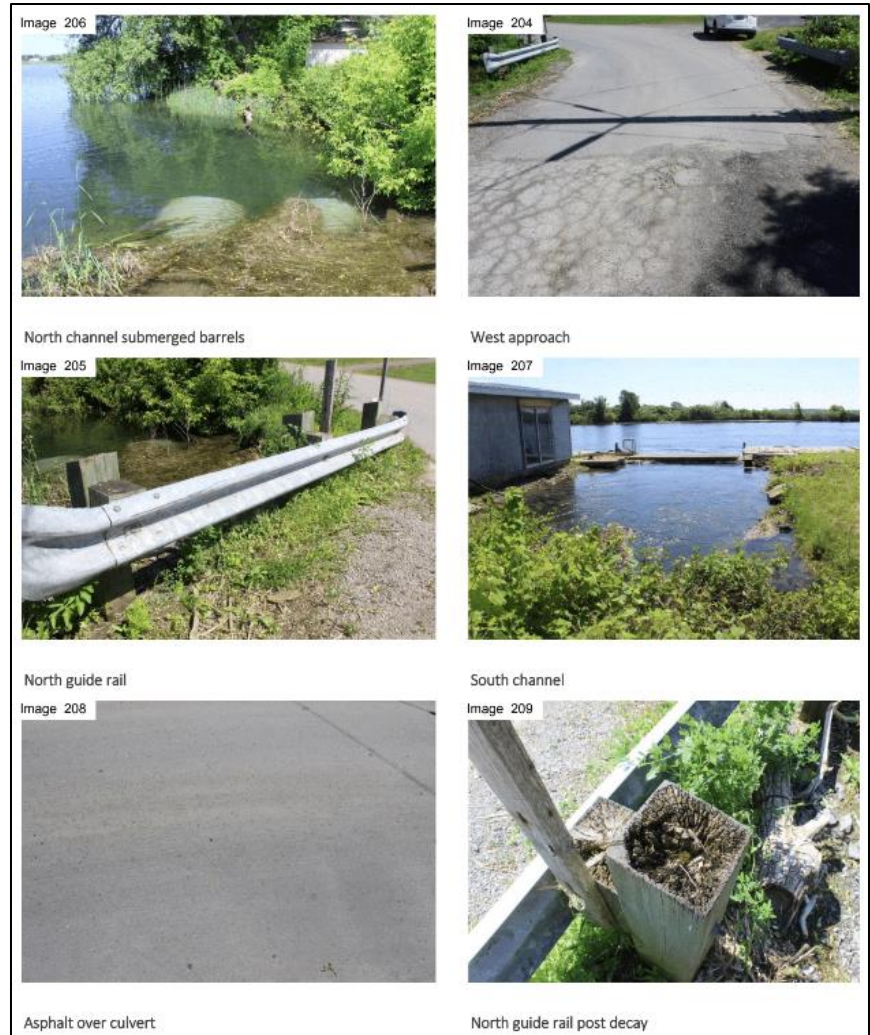 Image 206
Image 204
North channel submerged barrels
West approach
Image 205
Image 207
North guide rail
South channel
Image 208
Image 209
Asphalt over culvert
North guide rail post decay